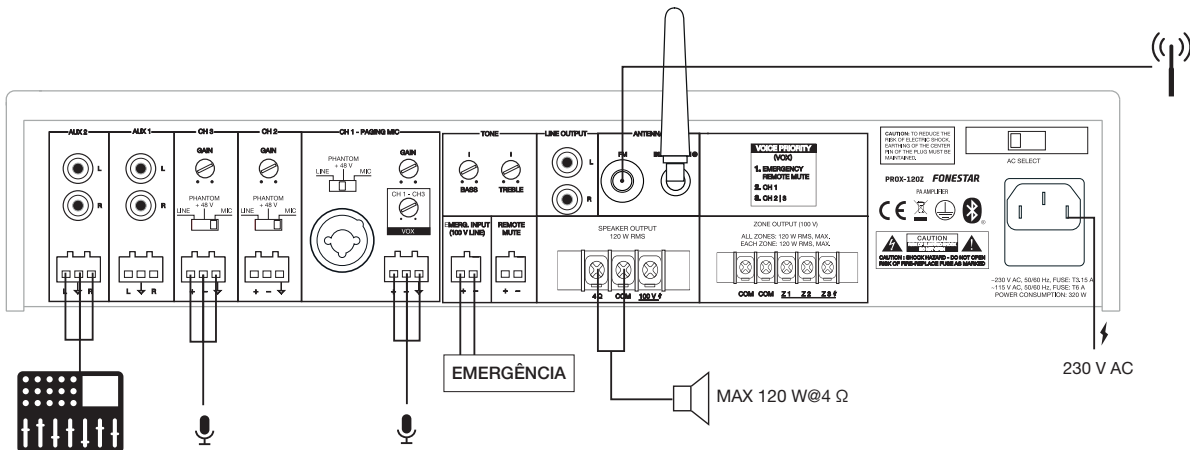 AUX 2
L
R
L R
AUX 1
L
R
L R
CH 3
GAIN
PHANTOM
+ 48 V
LINE MIC
+ -
CH 2
GAIN
PHANTOM
+ 48 V
LINE MIC
+ -
CH 1 - PAGING MIC
PHANTOM
+ 48 V
LINE MIC
GAIN
CH 1 - CH3
VOX
+ -
TONE
BASS TREBLE
EMERG. INPUT
(100 V LINE)
+ -
REMOTE
MUTE
+ -
LINE OUTPUT
L
R
ANTENNA
FM
SPEAKER OUTPUT
120 W RMS
4 Ω COM 100 V
VOICE PRIORITY
(VOX)
1. EMERGENCY
REMOTE MUTE
2. CH 1
3. CH 2 | 3
ZONE OUTPUT (100 V)
ALL ZONES: 120 W RMS, MAX,
EACH ZONE: 120 W RMS, MAX.
COM COM Z 1 Z 2 Z 3
CAUTION: TO REDUCE THE
RISK OF ELECTRIC SHOCK.
EARTHING OF THE CENTER
PIN OF THE PLUG MUST BE
MAINTAINED.
AC SELECT
PROX-120Z FONESTAR
PA AMPLIFIER
CE
CAUTION
CAUTION : SHOCK HAZARD - DO NOT OPEN
RISK OF FIRE-REPLACE FUSE AS MARKED
~230 V AC, 50/60 Hz, FUSE: T3.15 A
~115 V AC, 50/60 Hz, FUSE: T6 A
POWER CONSUMPTION: 320 W
230 V AC
EMERGÊNCIA
MAX 120 W@4 Ω